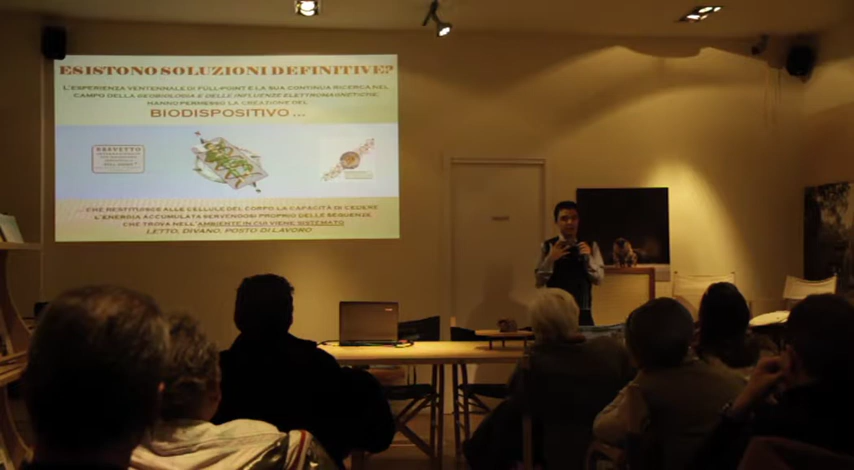 ESISTONO SOLUZIONI DEFINITIVE?
L'ESPERIENZA VENTENNALE DI FULL-POINT E LA SUA CONTINUA RICERCA NEL
CAMPO DELLA GEOBIOLOGIA E DELLE INFLUENZE ELETTROMAGNETICHE,
HANNO PERMESSO LA CREAZIONE DEL
BIODISPOSITIVO ...
BREVETTO
CHE RESTITUISCE ALLE CELLULE DEL CORPO LA CAPACITÀ DI CEDERE
L'ENERGIA ACCUMULATA SERVENDOSI PROPRIO DELLE SEQUENZE
CHE TROVA NELL'AMBIENTE IN CUI VIENE SISTEMATO
LETTO, DIVANO, POSTO DI LAVORO